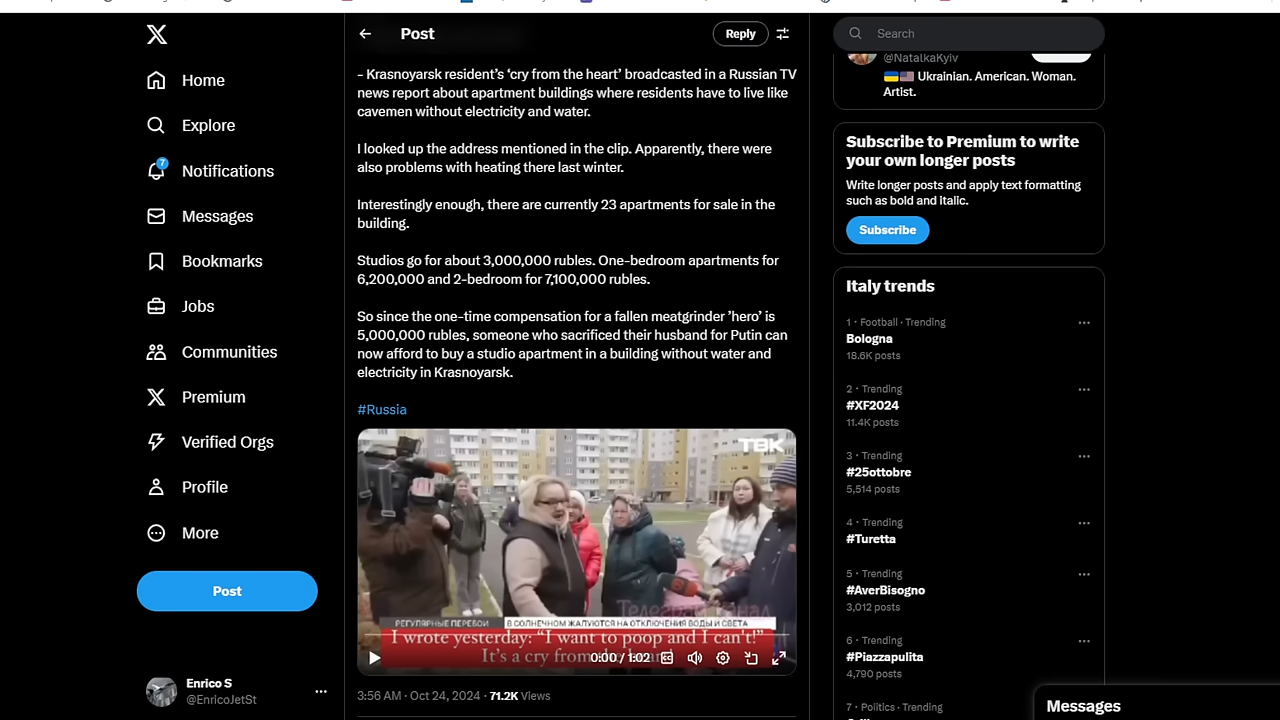 Home
Explore
7
Notifications
Messages
Bookmarks
Jobs
Communities
Premium
Verified Orgs
Profile
More
Post
Enrico S
@EnricoJetSt
Post
Reply
– Krasnoyarsk resident’s ‘cry from the heart’ broadcasted in a Russian TV
news report about apartment buildings where residents have to live like
cavemen without electricity and water.
I looked up the address mentioned in the clip. Apparently, there were
also problems with heating there last winter.
Interestingly enough, there are currently 23 apartments for sale in the
building.
Studios go for about 3,000,000 rubles. One-bedroom apartments for
6,200,000 and 2-bedroom for 7,100,000 rubles.
So since the one-time compensation for a fallen meatgrinder ’hero’ is
5,000,000 rubles, someone who sacrificed their husband for Putin can
now afford to buy a studio apartment in a building without water and
electricity in Krasnoyarsk.
#Russia
ТВК
Телеграм канал
РЕГУЛЯРНЫЕ ПЕРЕБОИ
В СОЛНЕЧНОМ ЖАЛУЮТСЯ НА ОТКЛЮЧЕНИЯ ВОДЫ И СВЕТА
I wrote yesterday: “I want to poop and I can't!”
It's a cry from
0:00 / 1:02
3:56 AM · Oct 24, 2024 · 71.2K Views
Search
@NatalkaKyiv
🇺🇦🇺🇸 Ukrainian. American. Woman.
Artist.
Subscribe to Premium to write
your own longer posts
Write longer posts and apply text formatting
such as bold and italic.
Subscribe
Italy trends
1 · Football · Trending
Bologna
18.6K posts
2 · Trending
#XF2024
11.4K posts
3 · Trending
#25ottobre
5,514 posts
4 · Trending
#Turetta
5 · Trending
#AverBisogno
3,012 posts
6 · Trending
#Piazzapulita
4,790 posts
7 · Politics · Trending
Messages